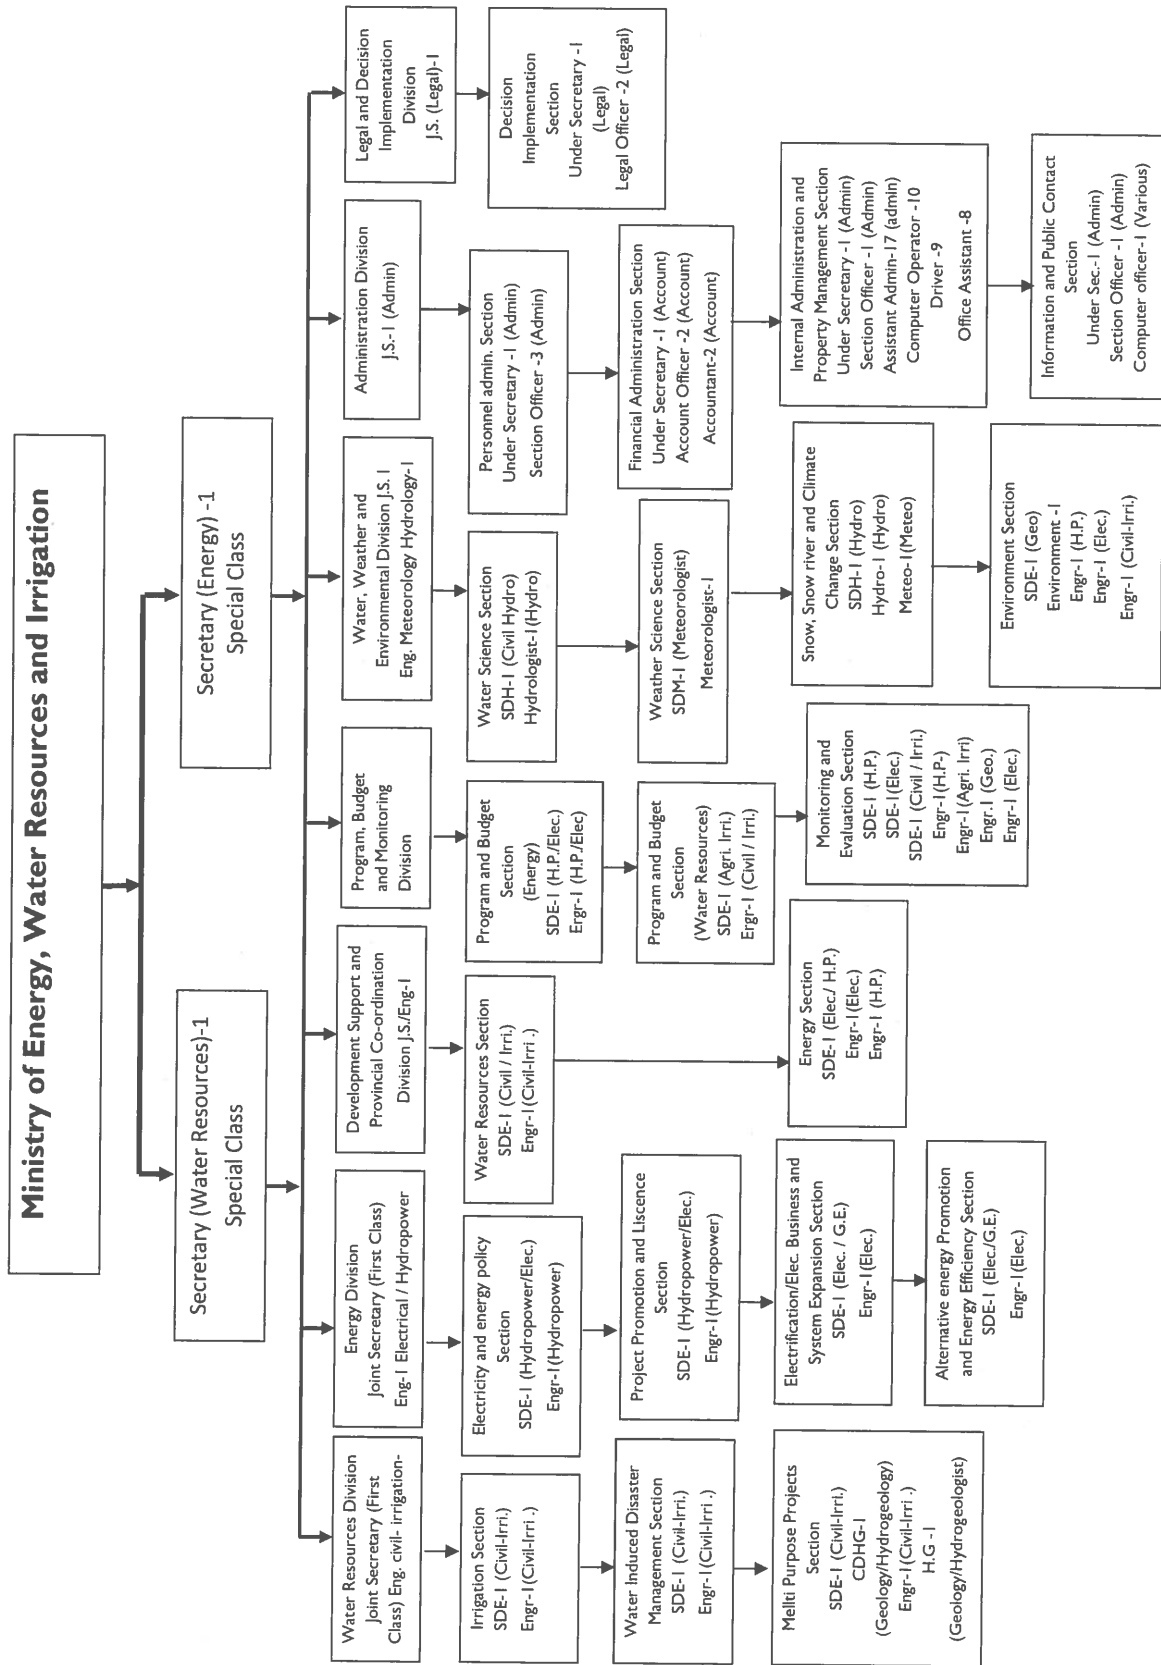 Ministry of Energy, Water Resources and Irrigation
Secretary (Water Resources)-1
Special Class
Secretary (Energy) -1
Special Class
Water Resources Division
Joint Secretary (First
Class) Eng. civil- irrigation-
Energy Division
Joint Secretary (First Class)
Eng-1 Electrical / Hydropower
Development Support and
Provincial Co-ordination
Division J.S./Eng-1
Program, Budget
and Monitoring
Division
Water, Weather and
Environmental Division J.S. 1
Eng. Meteorology Hydrology-1
Administration Division
J.S.-1 (Admin)
Legal and Decision
Implementation
Division
J.S. (Legal)-1
Irrigation Section
SDE-1 (Civil-Irri.)
Engr-1(Civil-Irri .)
Electricity and energy policy
Section
SDE-1 (Hydropower/Elec.)
Engr-1(Hydropower)
Water Resources Section
SDE-1 (Civil / Irri.)
Engr-1(Civil-Irri .)
Program and Budget
Section
(Energy)
SDE-1 (H.P./Elec.)
Ergr-1 (H.P./Elec)
Water Science Section
SDH-1 (Civil Hydro)
Hydrologist-1(Hydro)
Personnel admin. Section
Under Secretary -1 (Admin)
Section Officer -3 (Admin)
Decision
Implementation
Section
Under Secretary -1
(Legal)
Legal Officer -2 (Legal)
Water Induced Disaster
Management Section
SDE-1 (Civil-Irri.)
Engr-1(Civil-Irri .)
Project Promotion and Liscence
Section
SDE-1 (Hydropower/Elec.)
Engr-1(Hydropower)
Program and Budget
Section
(Water Resources)
SDE-1 (Agri. Irri.)
Ergr-1 (Civil / Irri.)
Weather Science Section
SDM-1 (Meteorologist)
Meteorologist-1
Financial Administration Section
Under Secretary -1 (Account)
Account Officer -2 (Account)
Accountant-2 (Account)
Mellti Purpose Projects
Section
SDE-1 (Civil-Irri.)
CDHG-1
(Geology/Hydrogeology)
Engr-1(Civil-Irri .)
H.G -1
(Geology/Hydrogeologist)
Electrification/Elec. Business and
System Expansion Section
SDE-1 (Elec. / G.E.)
Engr-1(Elec.)
Energy Section
SDE-1 (Elec./ H.P.)
Engr-1(Elec.)
Engr-1 (H.P.)
Monitoring and
Evaluation Section
SDE-1 (H.P.)
SDE-1(Elec.)
SDE-1 (Civil / Irri.)
Engr-1(H.P-)
Engr-1(Agri. Irri)
Engr.1 (Geo.)
Engr-1 (Elec.)
Snow, Snow river and Climate
Change Section
SDH-1 (Hydro)
Hydro-1 (Hydro)
Meteo-1(Meteo)
Internal Administration and
Property Management Section
Under Secretary -1 (Admin)
Section Officer -1 (Admin)
Assistant Admin-17 (admin)
Computer Operator -10
Driver -9
Office Assistant -8
Alternative energy Promotion
and Energy Efficiency Section
SDE-1 (Elec./G.E.)
Engr-1(Elec.)
Environment Section
SDE-1 (Geo)
Environment -1
Engr-1 (H.P.)
Engr-1 (Elec.)
Engr-1 (Civil-Irri.)
Information and Public Contact
Section
Under Sec.-1 (Admin)
Section Officer -1 (Admin)
Computer officer-1 (Various)